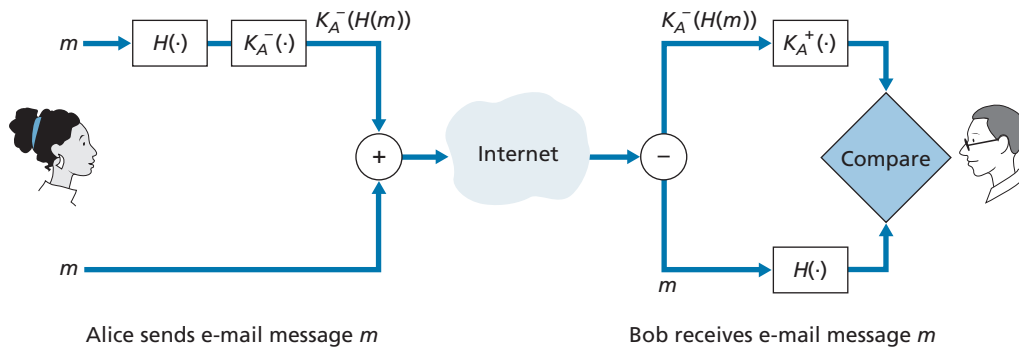 m
H(·)
K_A^-(·)
K_A^-(H(m))
+
m
Internet
−
K_A^-(H(m))
K_A^+(·)
Compare
m
H(·)
Alice sends e-mail message m
Bob receives e-mail message m